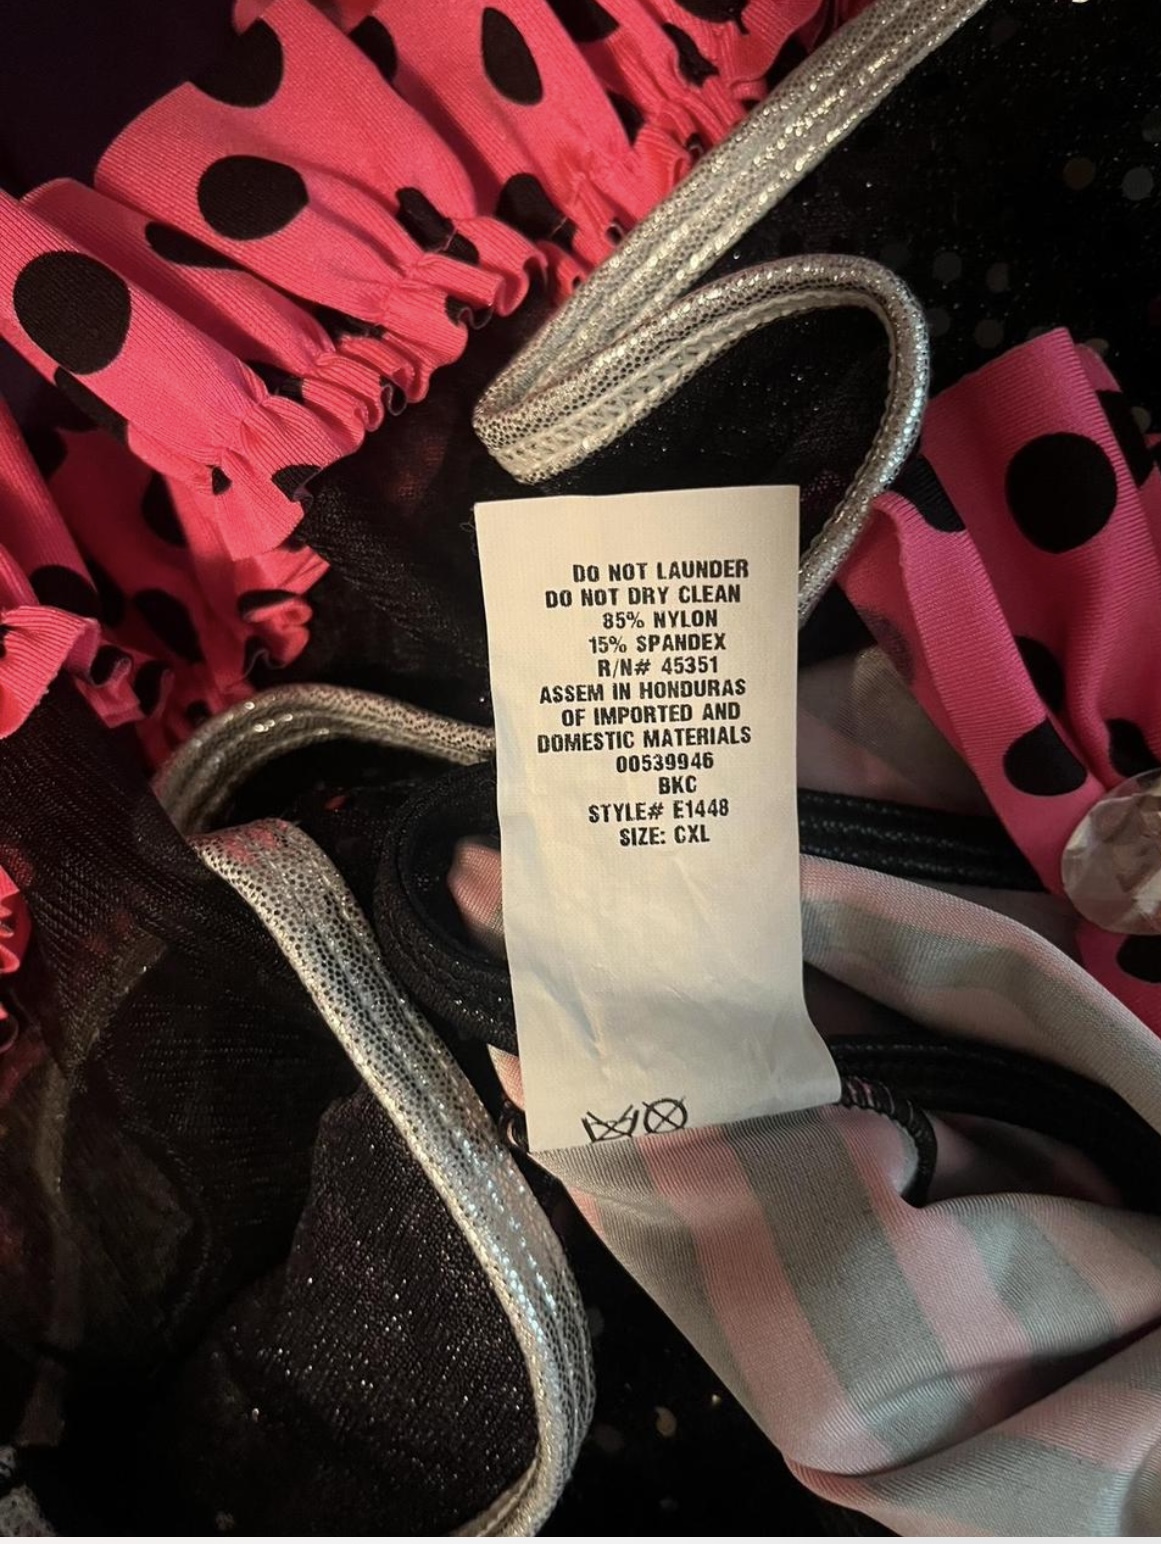 DO NOT LAUNDER
DO NOT DRY CLEAN
85% NYLON
15% SPANDEX
R/N# 45351
ASSEM IN HONDURAS
OF IMPORTED AND
DOMESTIC MATERIALS
00539946
BKC
STYLE# E1448
SIZE: CXL